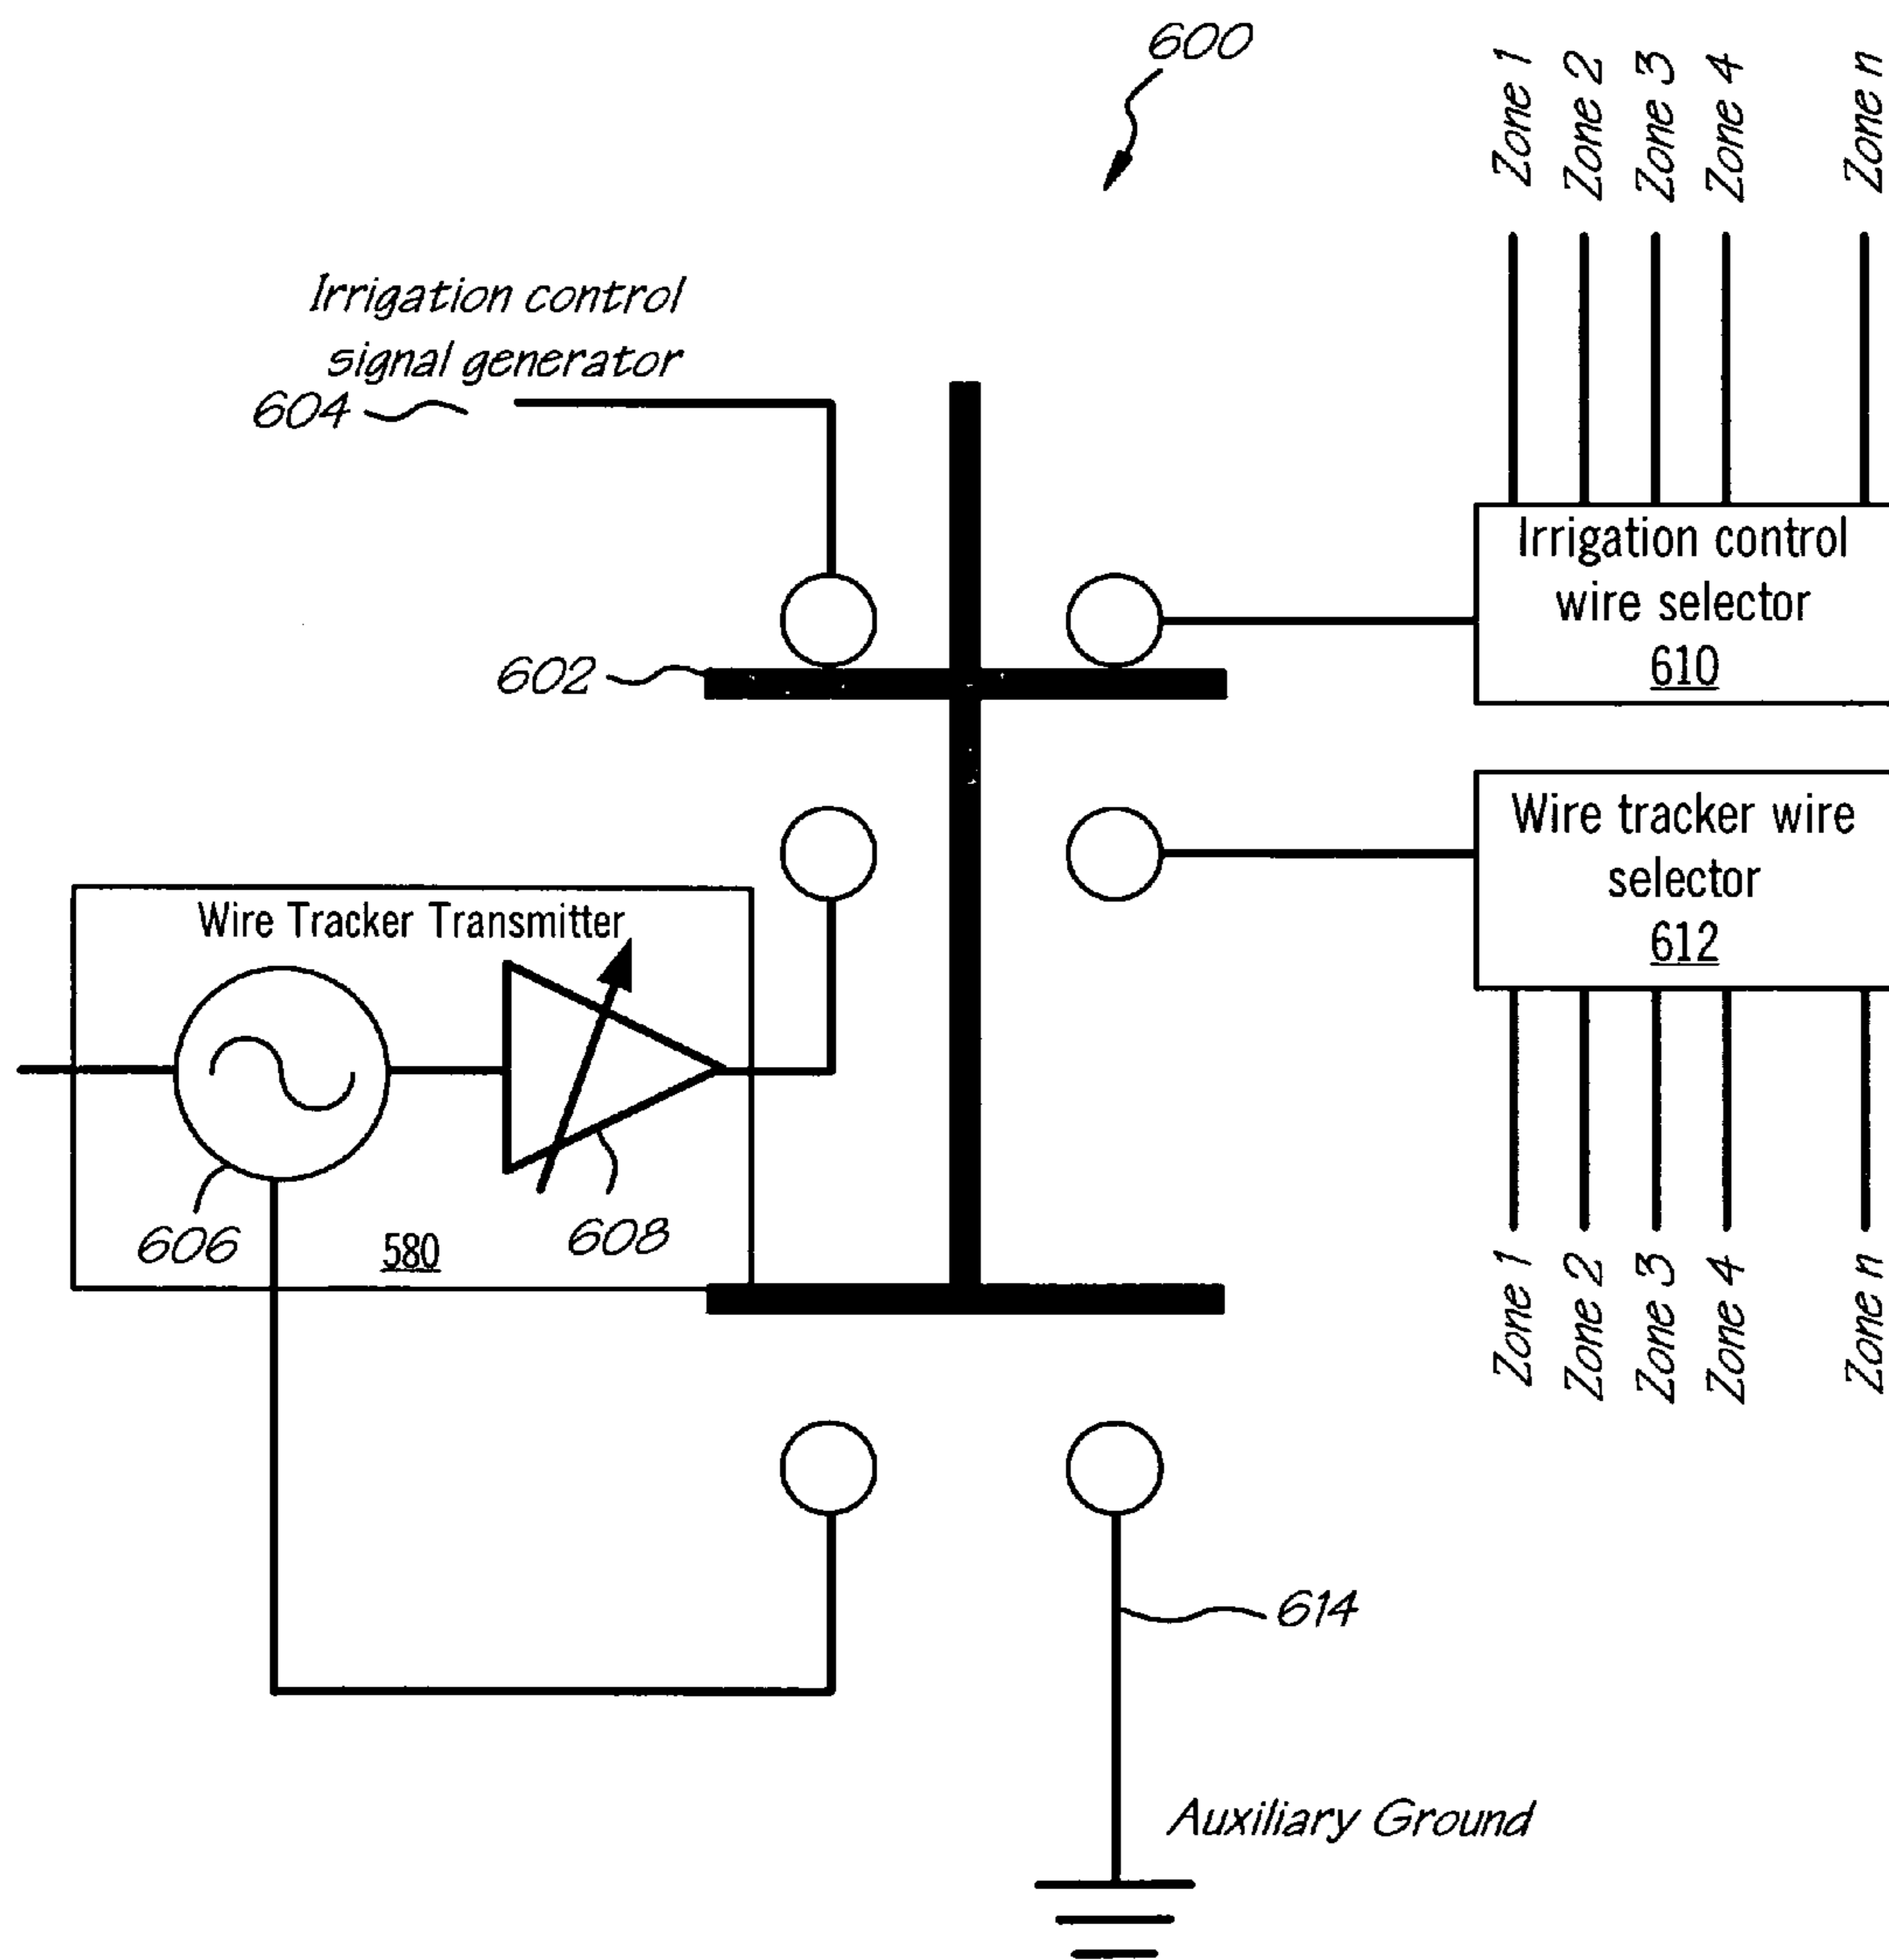 600
Zone 1
Zone 2
Zone 3
Zone 4
Zone n
Irrigation control
signal generator
604
Irrigation control
wire selector
610
602
Wire tracker wire
selector
612
Wire Tracker Transmitter
606
580
608
Zone 1
Zone 2
Zone 3
Zone 4
Zone n
614
Auxiliary Ground